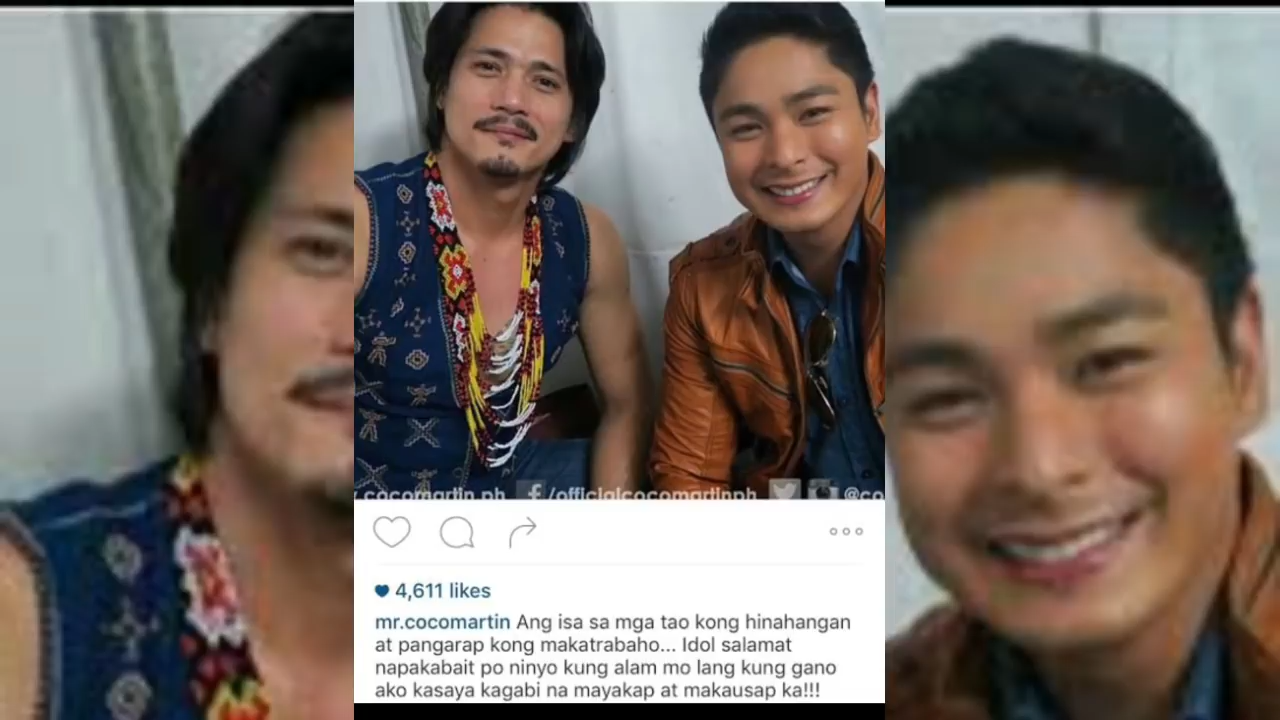 cocomartin.ph f/officialcocomartinph @co
4,611 likes
mr.cocomartin Ang isa sa mga tao kong hinahangan
at pangarap kong makatrabaho... Idol salamat
napakabait po ninyo kung alam mo lang kung gano
ako kasaya kagabi na mayakap at makausap ka!!!